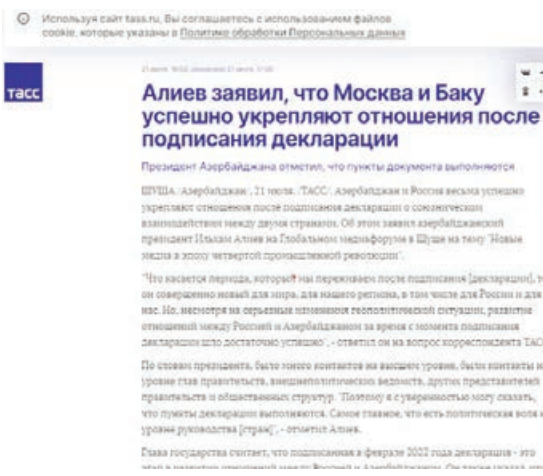 Используя сайт tass.ru, Вы соглашаетесь с использованием файлов
cookie, которые указаны в Политике обработки Персональных данных
тасс
Алиев заявил, что Москва и Баку
успешно укрепляют отношения после
подписания декларации
Президент Азербайджана отметил, что пункты документа выполняются
ШУША /Азербайджан/, 21 июля. /ТАСС/. Азербайджан и Россия весьма успешно
укрепляют отношения после подписания декларации о союзническом
взаимодействии между двумя странами. Об этом заявил азербайджанский
президент Ильхам Алиев на Глобальном медиафоруме в Шуше на тему "Новые
медиа в эпоху четвертой промышленной революции".
"Что касается периода, который мы переживаем после подписания [декларации], т
он совершенно новый для мира, для нашего региона, в том числе для России и для
нас. Но, несмотря на серьезные изменения геополитической ситуации, развитие
отношений между Россией и Азербайджаном за время с момента подписания
декларации шло достаточно успешно", - ответил он на вопрос корреспондента ТАС
По словам президента, было много контактов на высшем уровне, были контакты н
уровне глав правительств, внешнеполитических ведомств, других представителей
правительств и общественных структур. "Поэтому я с уверенностью могу сказать,
что пункты декларации выполняются. Самое главное, что есть политическая воля н
уровне руководства [стран]", - отметил Алиев.
Глава государства считает, что подписанная в феврале 2022 года декларация - это